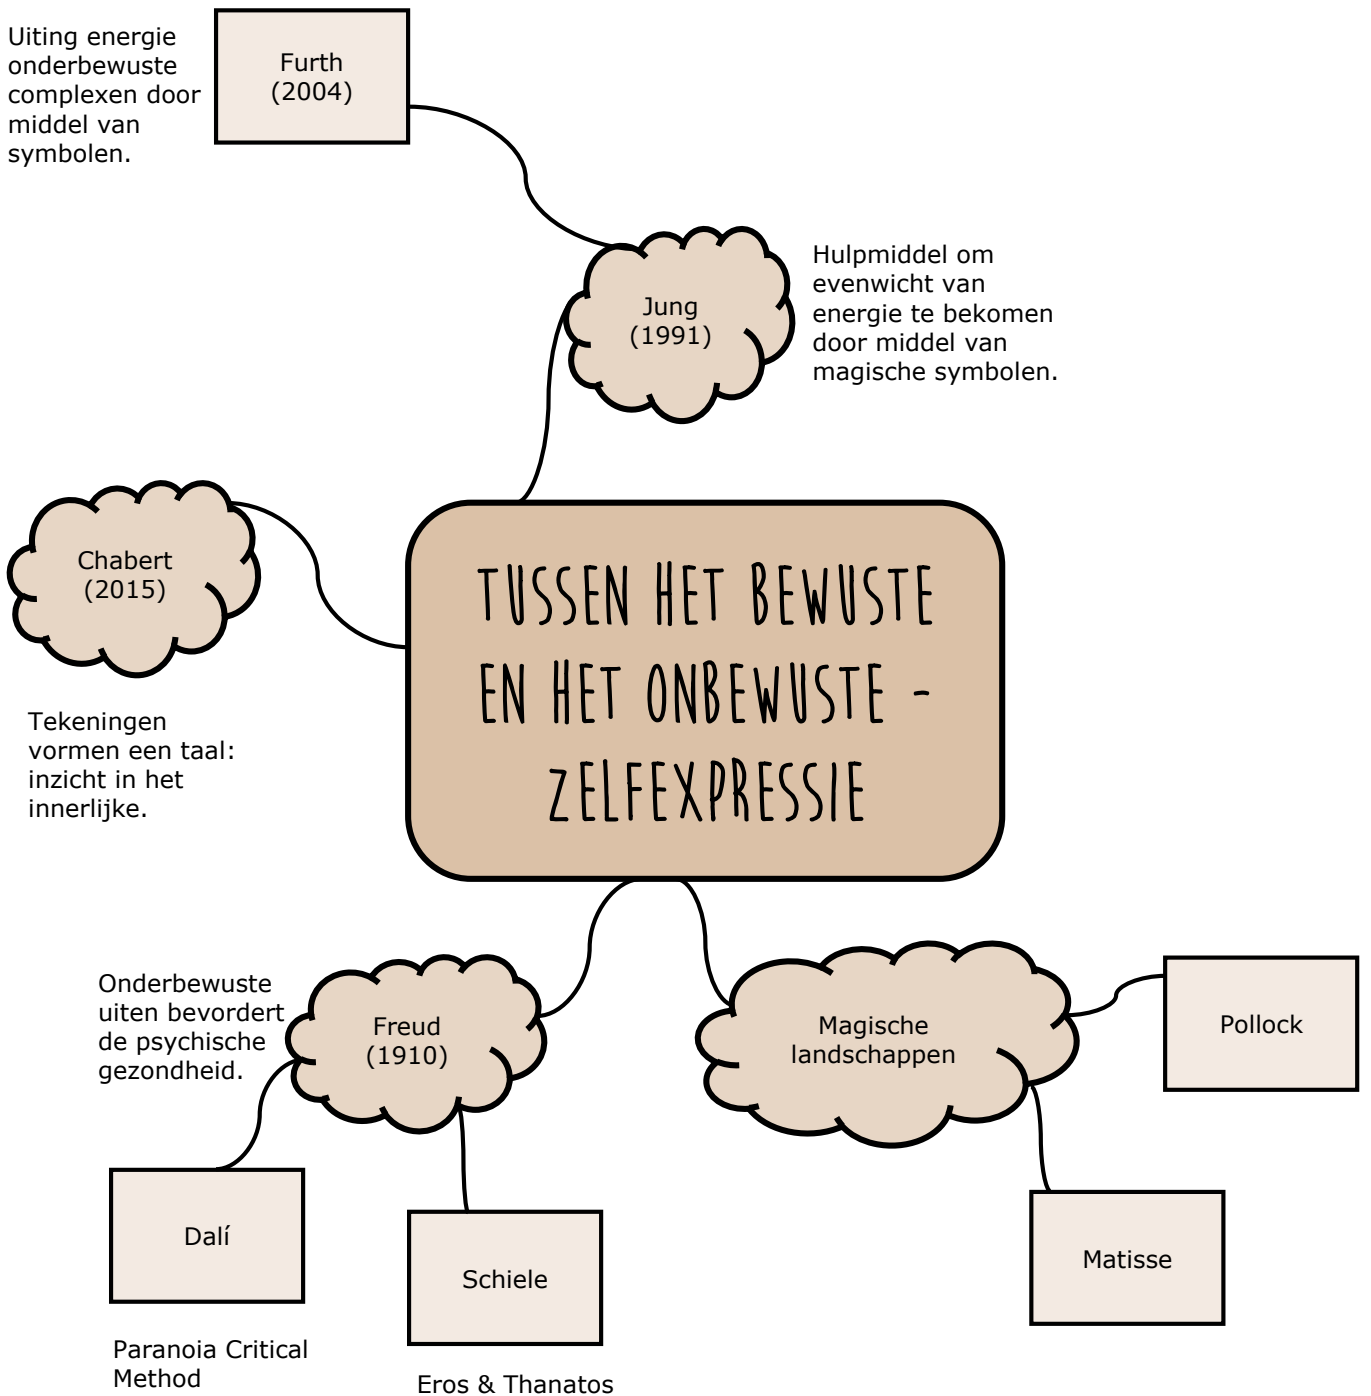 Uiting energie
onderbewuste
complexen door
middel van
symbolen.
Furth
(2004)
Jung
(1991)
Hulpmiddel om
evenwicht van
energie te bekomen
door middel van
magische symbolen.
Chabert
(2015)
Tekeningen
vormen een taal:
inzicht in het
innerlijke.
TUSSEN HET BEWUSTE
EN HET ONBEWUSTE -
ZELFEXPRESSIE
Onderbewuste
uiten bevordert
de psychische
gezondheid.
Freud
(1910)
Magische
landschappen
Pollock
Dalí
Paranoia Critical
Method
Schiele
Eros & Thanatos
Matisse